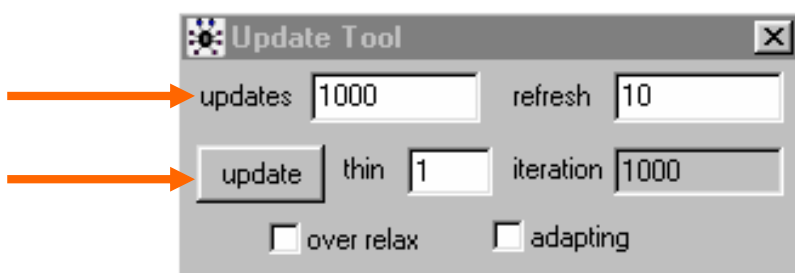 Update Tool
updates 1000 refresh 10
update thin 1 iteration 1000
over relax adapting